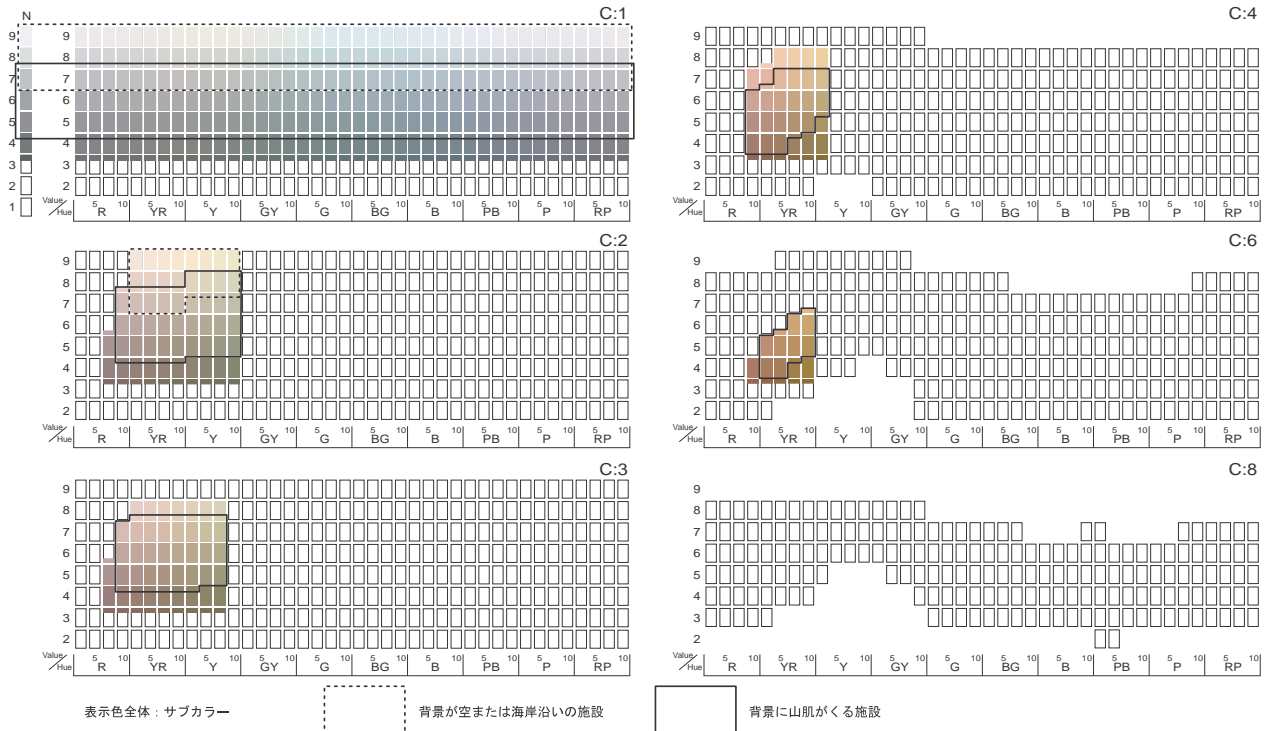 N
C:1
9 9
8 8
7 7
6 6
5 5
4 4
3 3
2 2
1
Value/Hue 5 10 5 10 5 10 5 10 5 10 5 10 5 10 5 10 5 10 5 10
R YR Y GY G BG B PB P RP
C:2
9
8
7
6
5
4
3
2
Value/Hue 5 10 5 10 5 10 5 10 5 10 5 10 5 10 5 10 5 10 5 10
R YR Y GY G BG B PB P RP
C:3
9
8
7
6
5
4
3
2
Value/Hue 5 10 5 10 5 10 5 10 5 10 5 10 5 10 5 10 5 10 5 10
R YR Y GY G BG B PB P RP
C:4
9
8
7
6
5
4
3
2
Value/Hue 5 10 5 10 5 10 5 10 5 10 5 10 5 10 5 10 5 10 5 10
R YR Y GY G BG B PB P RP
C:6
9
8
7
6
5
4
3
2
Value/Hue 5 10 5 10 5 10 5 10 5 10 5 10 5 10 5 10 5 10 5 10
R YR Y GY G BG B PB P RP
C:8
9
8
7
6
5
4
3
2
Value/Hue 5 10 5 10 5 10 5 10 5 10 5 10 5 10 5 10 5 10 5 10
R YR Y GY G BG B PB P RP
表示色全体：サブカラー 背景が空または海岸沿いの施設 背景に山肌がくる施設